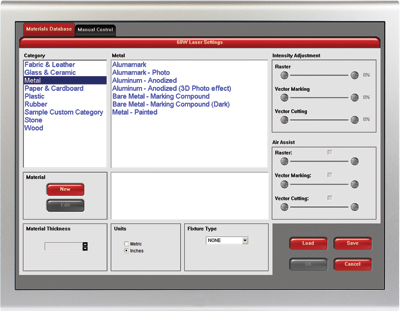 Materials Database
Manual Control
60W Laser Settings
Category
Fabric & Leather
Glass & Ceramic
Metal
Paper & Cardboard
Plastic
Rubber
Sample Custom Category
Stone
Wood
Metal
Alumamark
Alumamark - Photo
Aluminum - Anodized
Aluminum - Anodized (3D Photo effect)
Bare Metal - Marking Compound
Bare Metal - Marking Compound (Dark)
Metal - Painted
Intensity Adjustment
Raster
0%
Vector Marking
0%
Vector Cutting
0%
Air Assist
Raster:
Vector Marking:
Vector Cutting:
Material
New
Edit
Material Thickness
Units
Metric
Inches
Fixture Type
NONE
Load
Save
Cancel